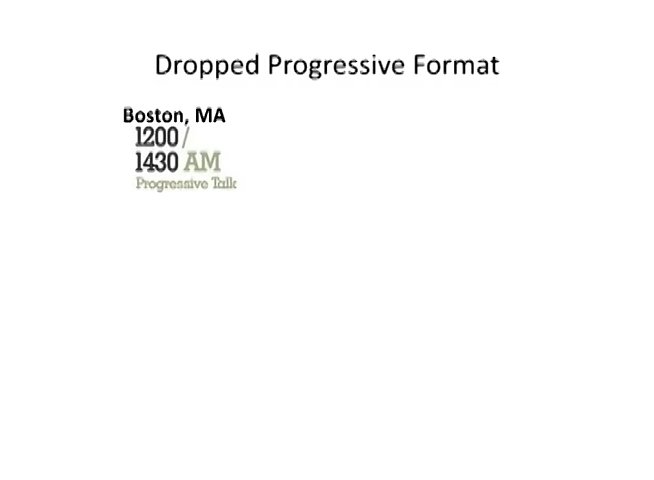 Dropped Progressive Format
Boston, MA
1200 /
1430 AM
Progressive Talk